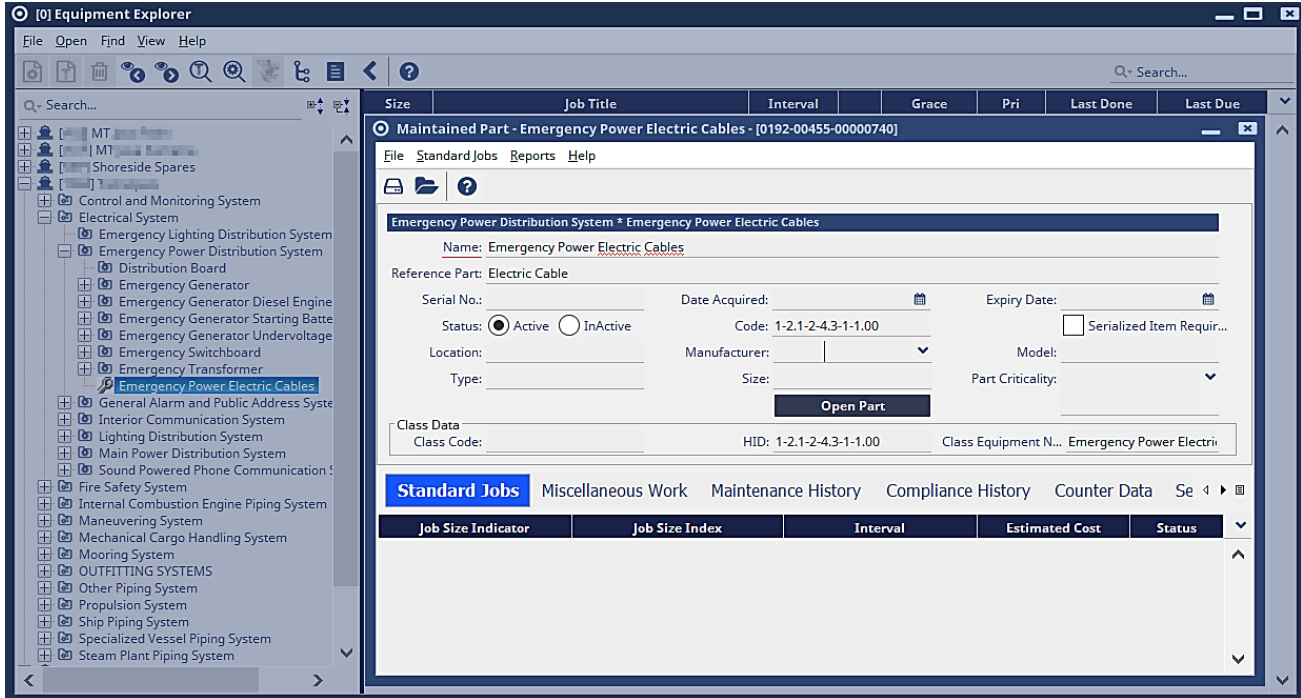 [0] Equipment Explorer
File Open Find View Help
Search...
Search...
Size Job Title Interval Grace Pri Last Done Last Due
[ ] MT
[ ] MT
[ ] Shoreside Spares
[ ]
Control and Monitoring System
Electrical System
Emergency Lighting Distribution System
Emergency Power Distribution System
Distribution Board
Emergency Generator
Emergency Generator Diesel Engine
Emergency Generator Starting Batte
Emergency Generator Undervoltage
Emergency Switchboard
Emergency Transformer
Emergency Power Electric Cables
General Alarm and Public Address Syste
Interior Communication System
Lighting Distribution System
Main Power Distribution System
Sound Powered Phone Communication S
Fire Safety System
Internal Combustion Engine Piping System
Maneuvering System
Mechanical Cargo Handling System
Mooring System
OUTFITTING SYSTEMS
Other Piping System
Propulsion System
Ship Piping System
Specialized Vessel Piping System
Steam Plant Piping System
Maintained Part - Emergency Power Electric Cables - [0192-00455-00000740]
File Standard Jobs Reports Help
Emergency Power Distribution System * Emergency Power Electric Cables
Name: Emergency Power Electric Cables
Reference Part: Electric Cable
Serial No.: Date Acquired: Expiry Date:
Status: Active InActive Code: 1-2.1-2-4.3-1-1.00 Serialized Item Requir...
Location: Manufacturer: Model:
Type: Size: Part Criticality:
Open Part
Class Data
Class Code: HID: 1-2.1-2-4.3-1-1.00 Class Equipment N... Emergency Power Electri
Standard Jobs Miscellaneous Work Maintenance History Compliance History Counter Data Se
Job Size Indicator Job Size Index Interval Estimated Cost Status